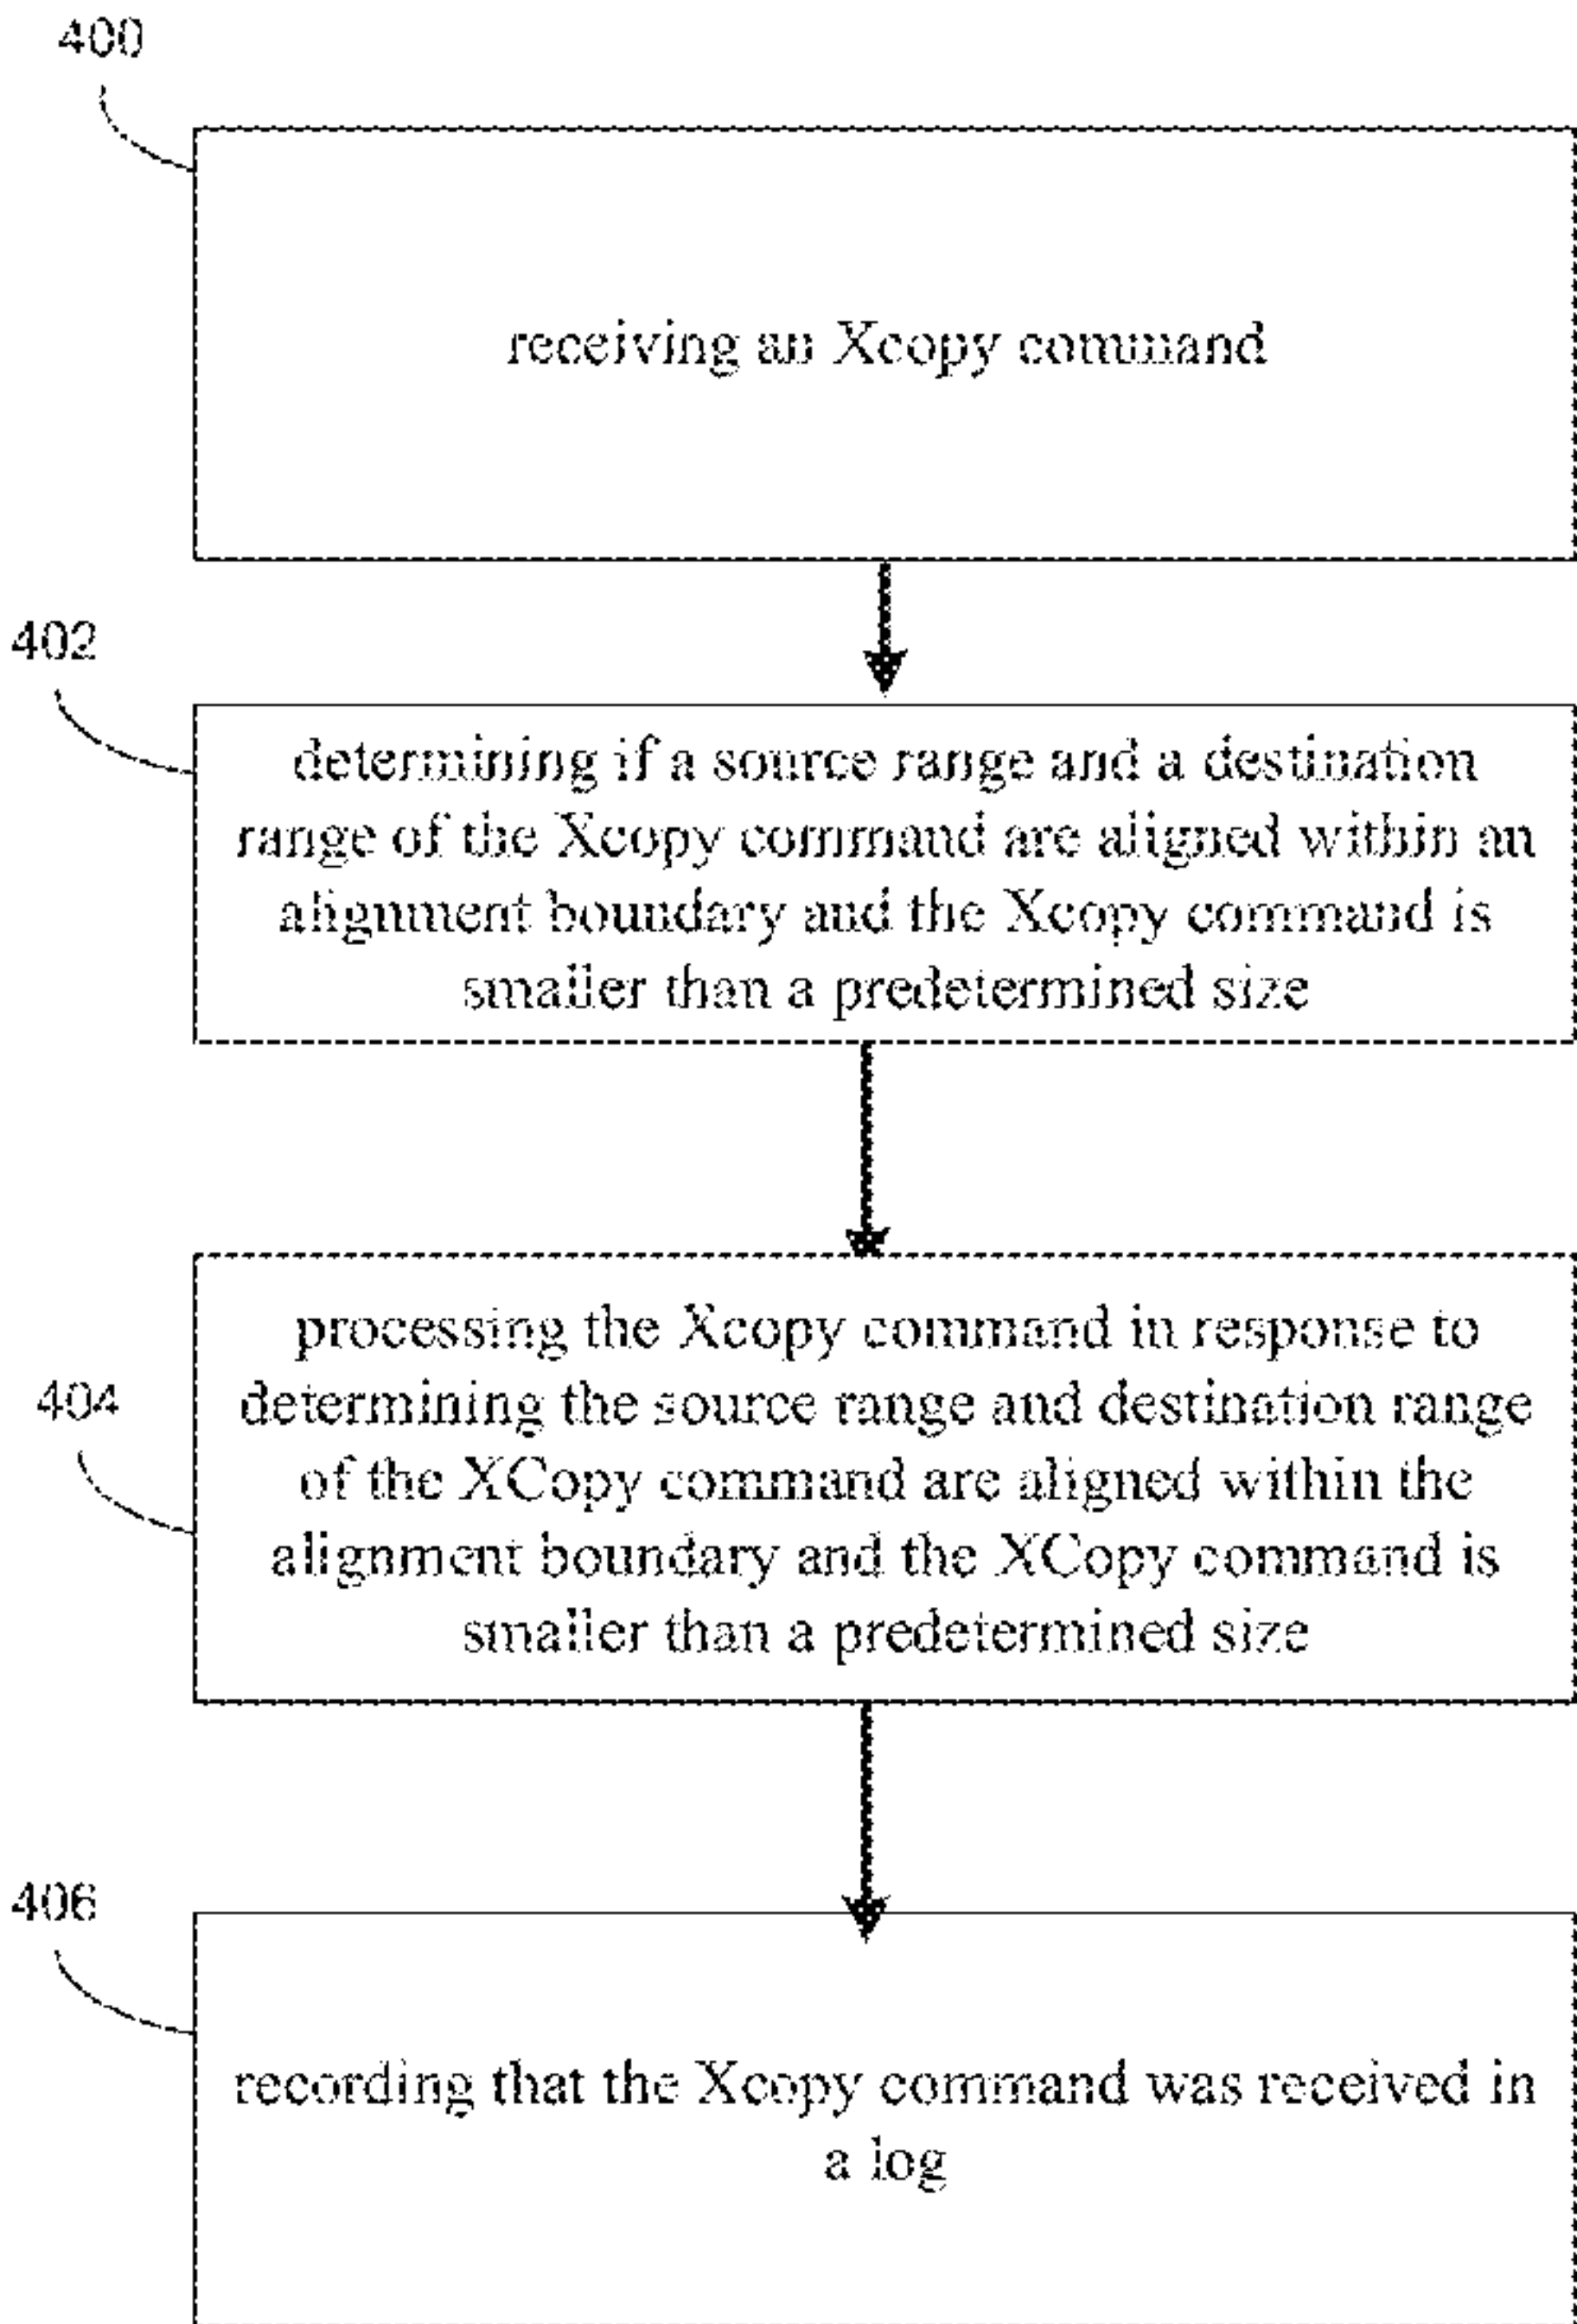 400
receiving an Xcopy command
402
determining if a source range and a destination
range of the Xcopy command are aligned within an
alignment boundary and the Xcopy command is
smaller than a predetermined size
404
processing the Xcopy command in response to
determining the source range and destination range
of the XCopy command are aligned within the
alignment boundary and the XCopy command is
smaller than a predetermined size
406
recording that the Xcopy command was received in
a log